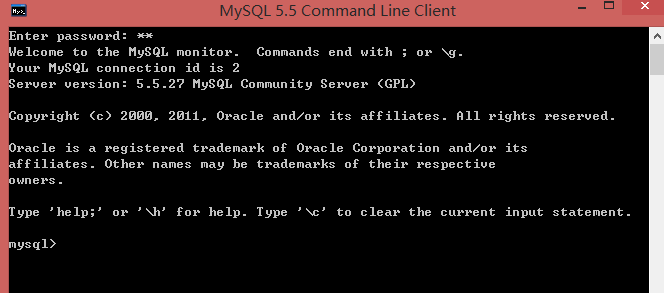 MySQL 5.5 Command Line Client
Enter password: **
Welcome to the MySQL monitor.  Commands end with ; or \g.
Your MySQL connection id is 2
Server version: 5.5.27 MySQL Community Server (GPL)
Copyright (c) 2000, 2011, Oracle and/or its affiliates. All rights reserved.
Oracle is a registered trademark of Oracle Corporation and/or its
affiliates. Other names may be trademarks of their respective
owners.
Type 'help;' or '\h' for help. Type '\c' to clear the current input statement.
mysql>